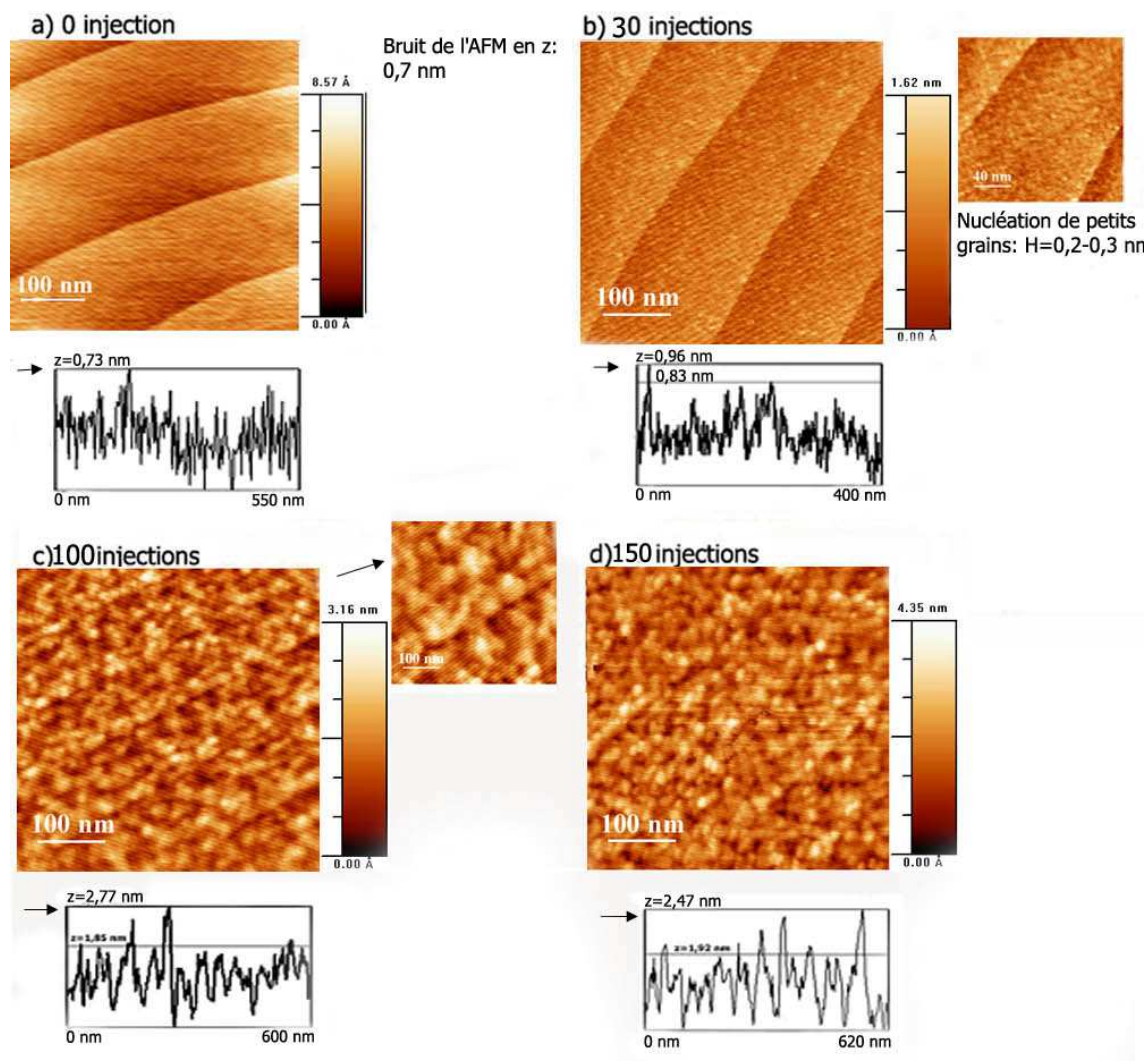 a) 0 injection
Bruit de l'AFM en z:
0,7 nm
8.57 Å
100 nm
0.00 Å
z=0,73 nm
0 nm
550 nm
b) 30 injections
1.62 nm
40 nm
Nucléation de petits
grains: H=0,2-0,3 nm
100 nm
0.00 Å
z=0,96 nm
0,83 nm
0 nm
400 nm
c)100injections
3.16 nm
100 nm
100 nm
0.00 Å
z=2,77 nm
z=1,85 nm
0 nm
600 nm
d)150 injections
4.35 nm
100 nm
0.00 Å
z=2,47 nm
z=1,92 nm
0 nm
620 nm